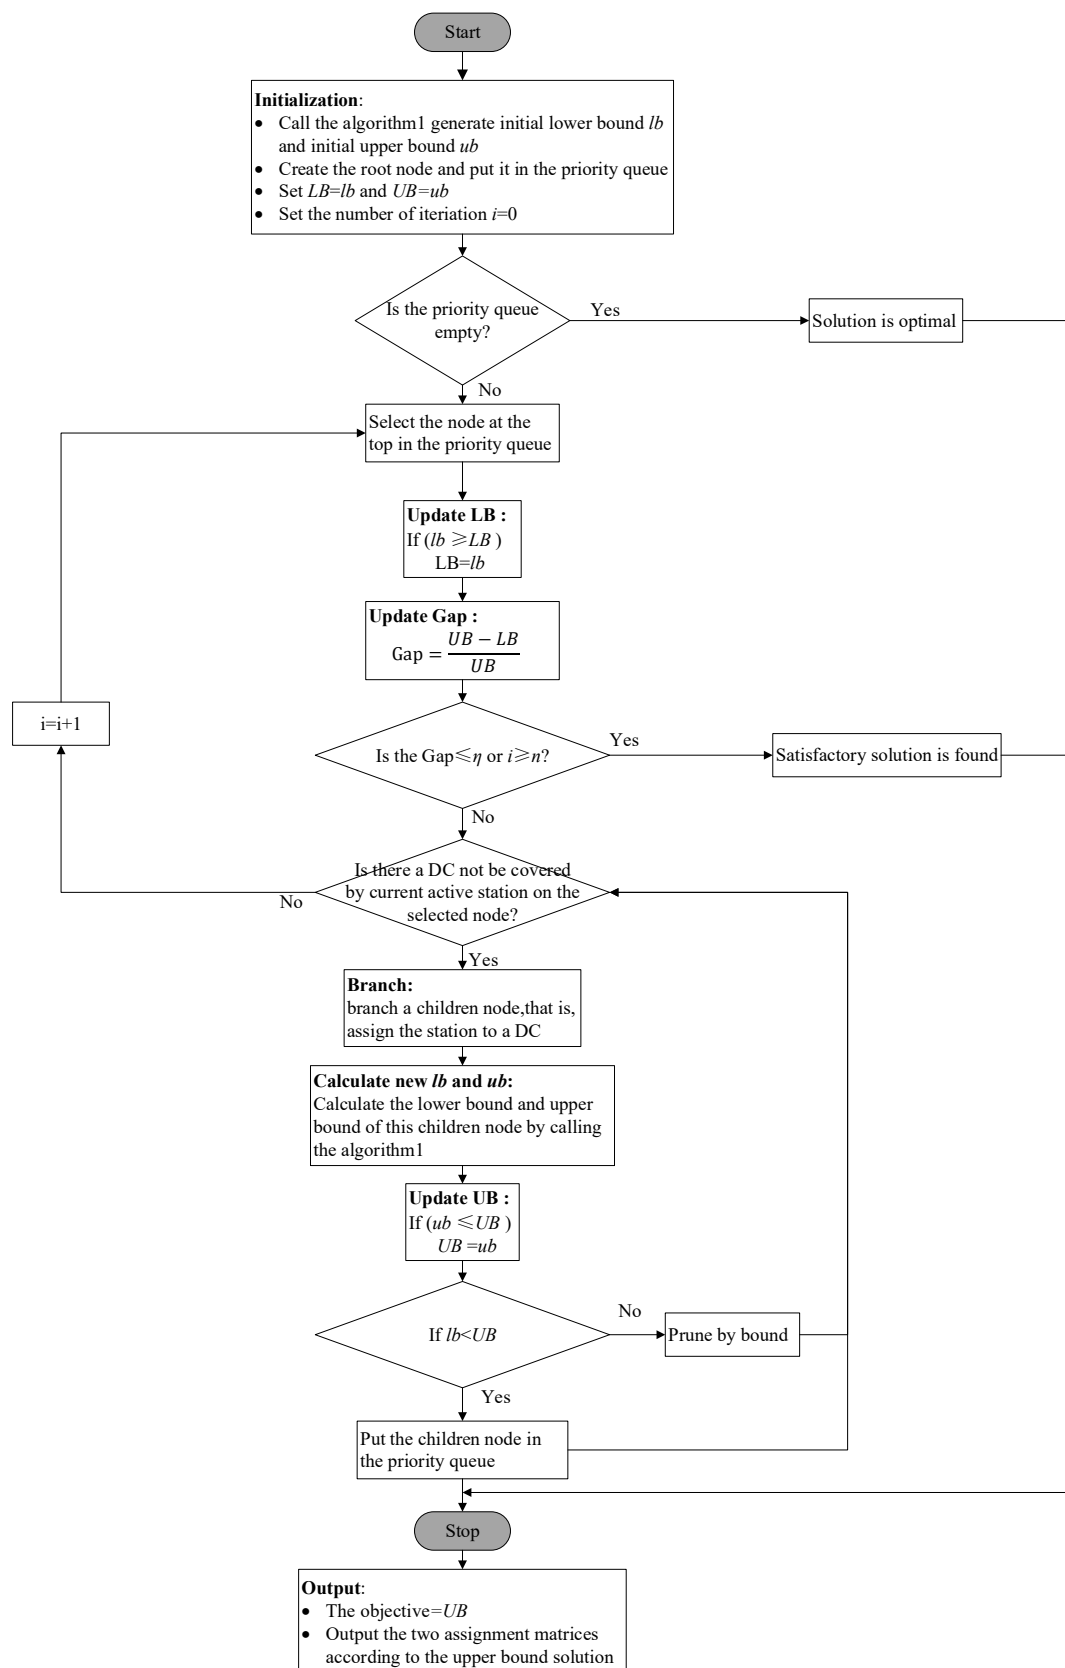 Start
Initialization:
• Call the algorithm1 generate initial lower bound lb
and initial upper bound ub
• Create the root node and put it in the priority queue
• Set LB=lb and UB=ub
• Set the number of iteriation i=0
Is the priority queue
empty?
Yes
Solution is optimal
No
Select the node at the
top in the priority queue
Update LB :
If (lb ≥LB )
LB=lb
Update Gap :
Gap = \frac{UB − LB}{UB}
i=i+1
Is the Gap≤η or i≥n?
Yes
Satisfactory solution is found
No
Is there a DC not be covered
by current active station on the
selected node?
No
Yes
Branch:
branch a children node,that is,
assign the station to a DC
Calculate new lb and ub:
Calculate the lower bound and upper
bound of this children node by calling
the algorithm1
Update UB :
If (ub ≤UB )
UB =ub
If lb<UB
No
Prune by bound
Yes
Put the children node in
the priority queue
Stop
Output:
• The objective=UB
• Output the two assignment matrices
according to the upper bound solution